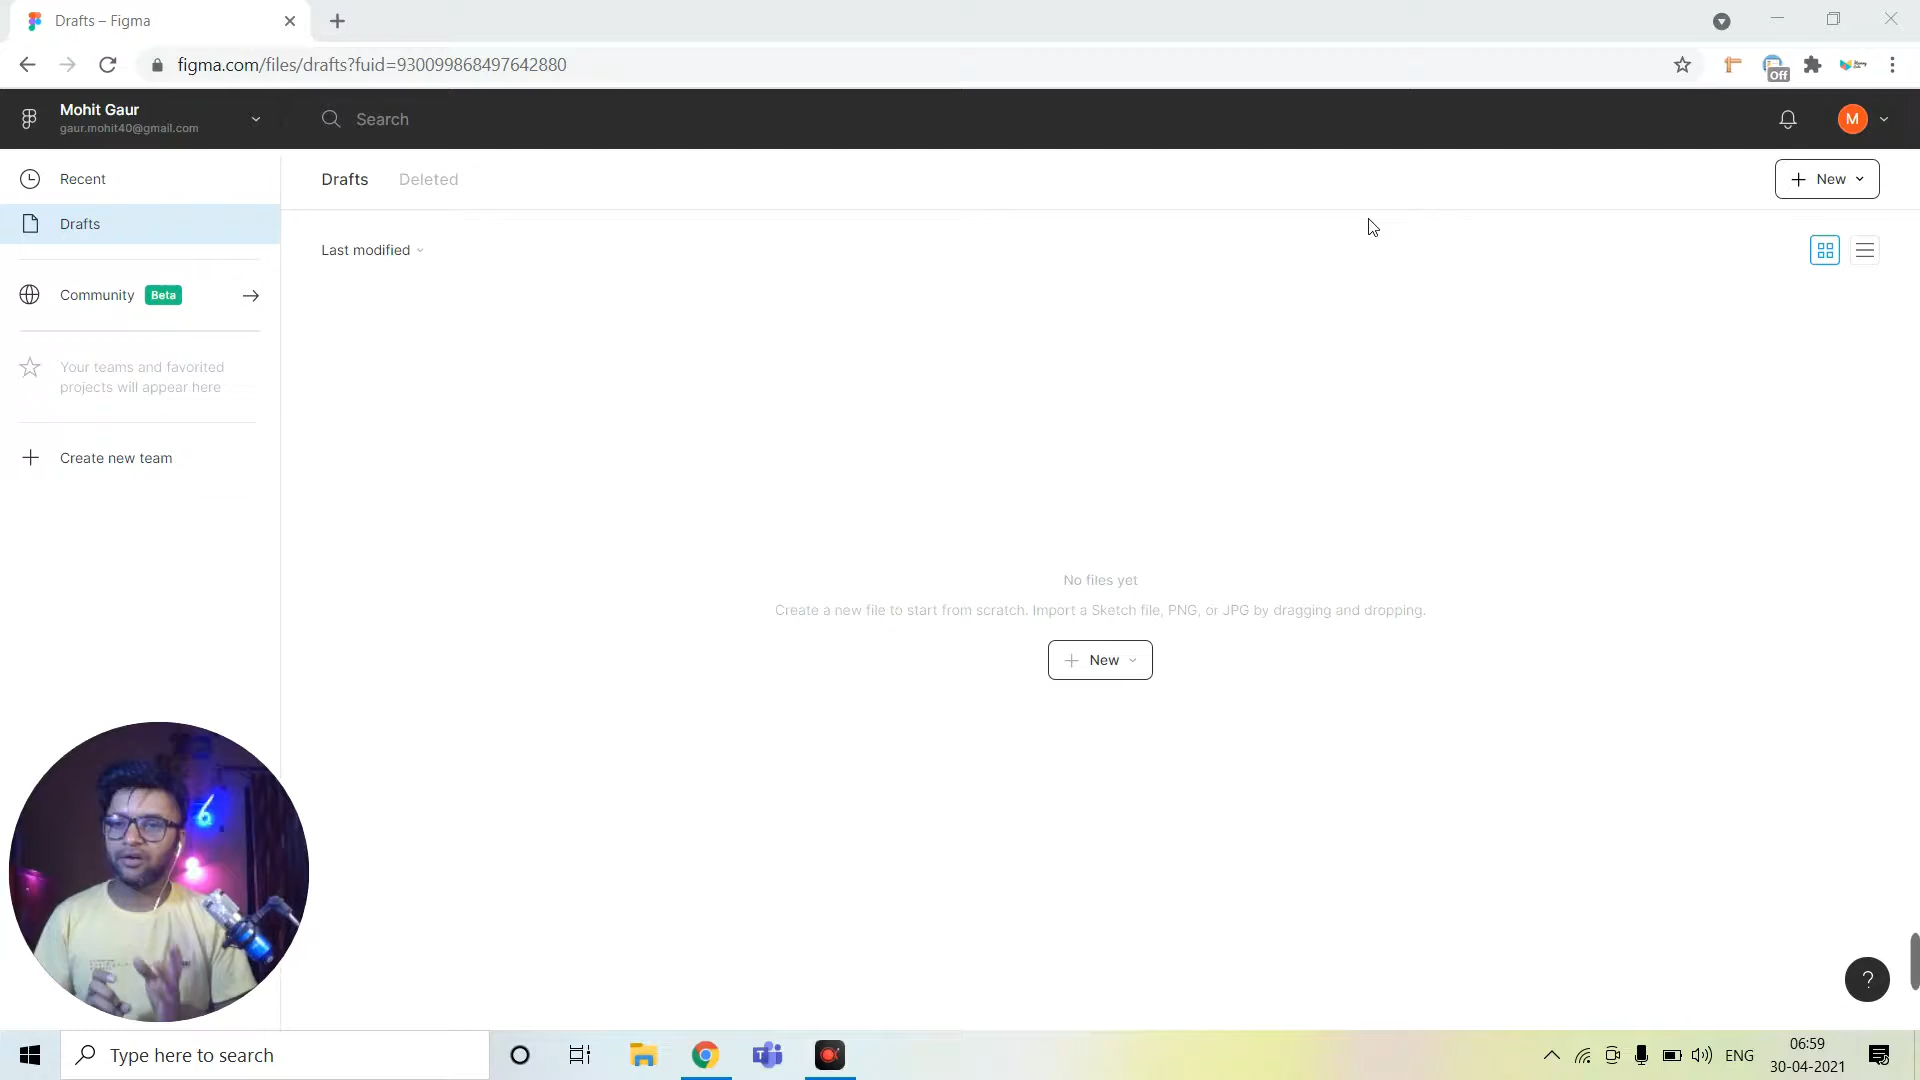 Drafts – Figma
figma.com/files/drafts?fuid=930099868497642880
Off
Mohit Gaur
gaur.mohit40@gmail.com
Search
M
Recent
Drafts
Community Beta
Your teams and favorited
projects will appear here
Create new team
Drafts Deleted
New
Last modified
No files yet
Create a new file to start from scratch. Import a Sketch file, PNG, or JPG by dragging and dropping.
New
6
?
Type here to search
ENG
06:59
30-04-2021